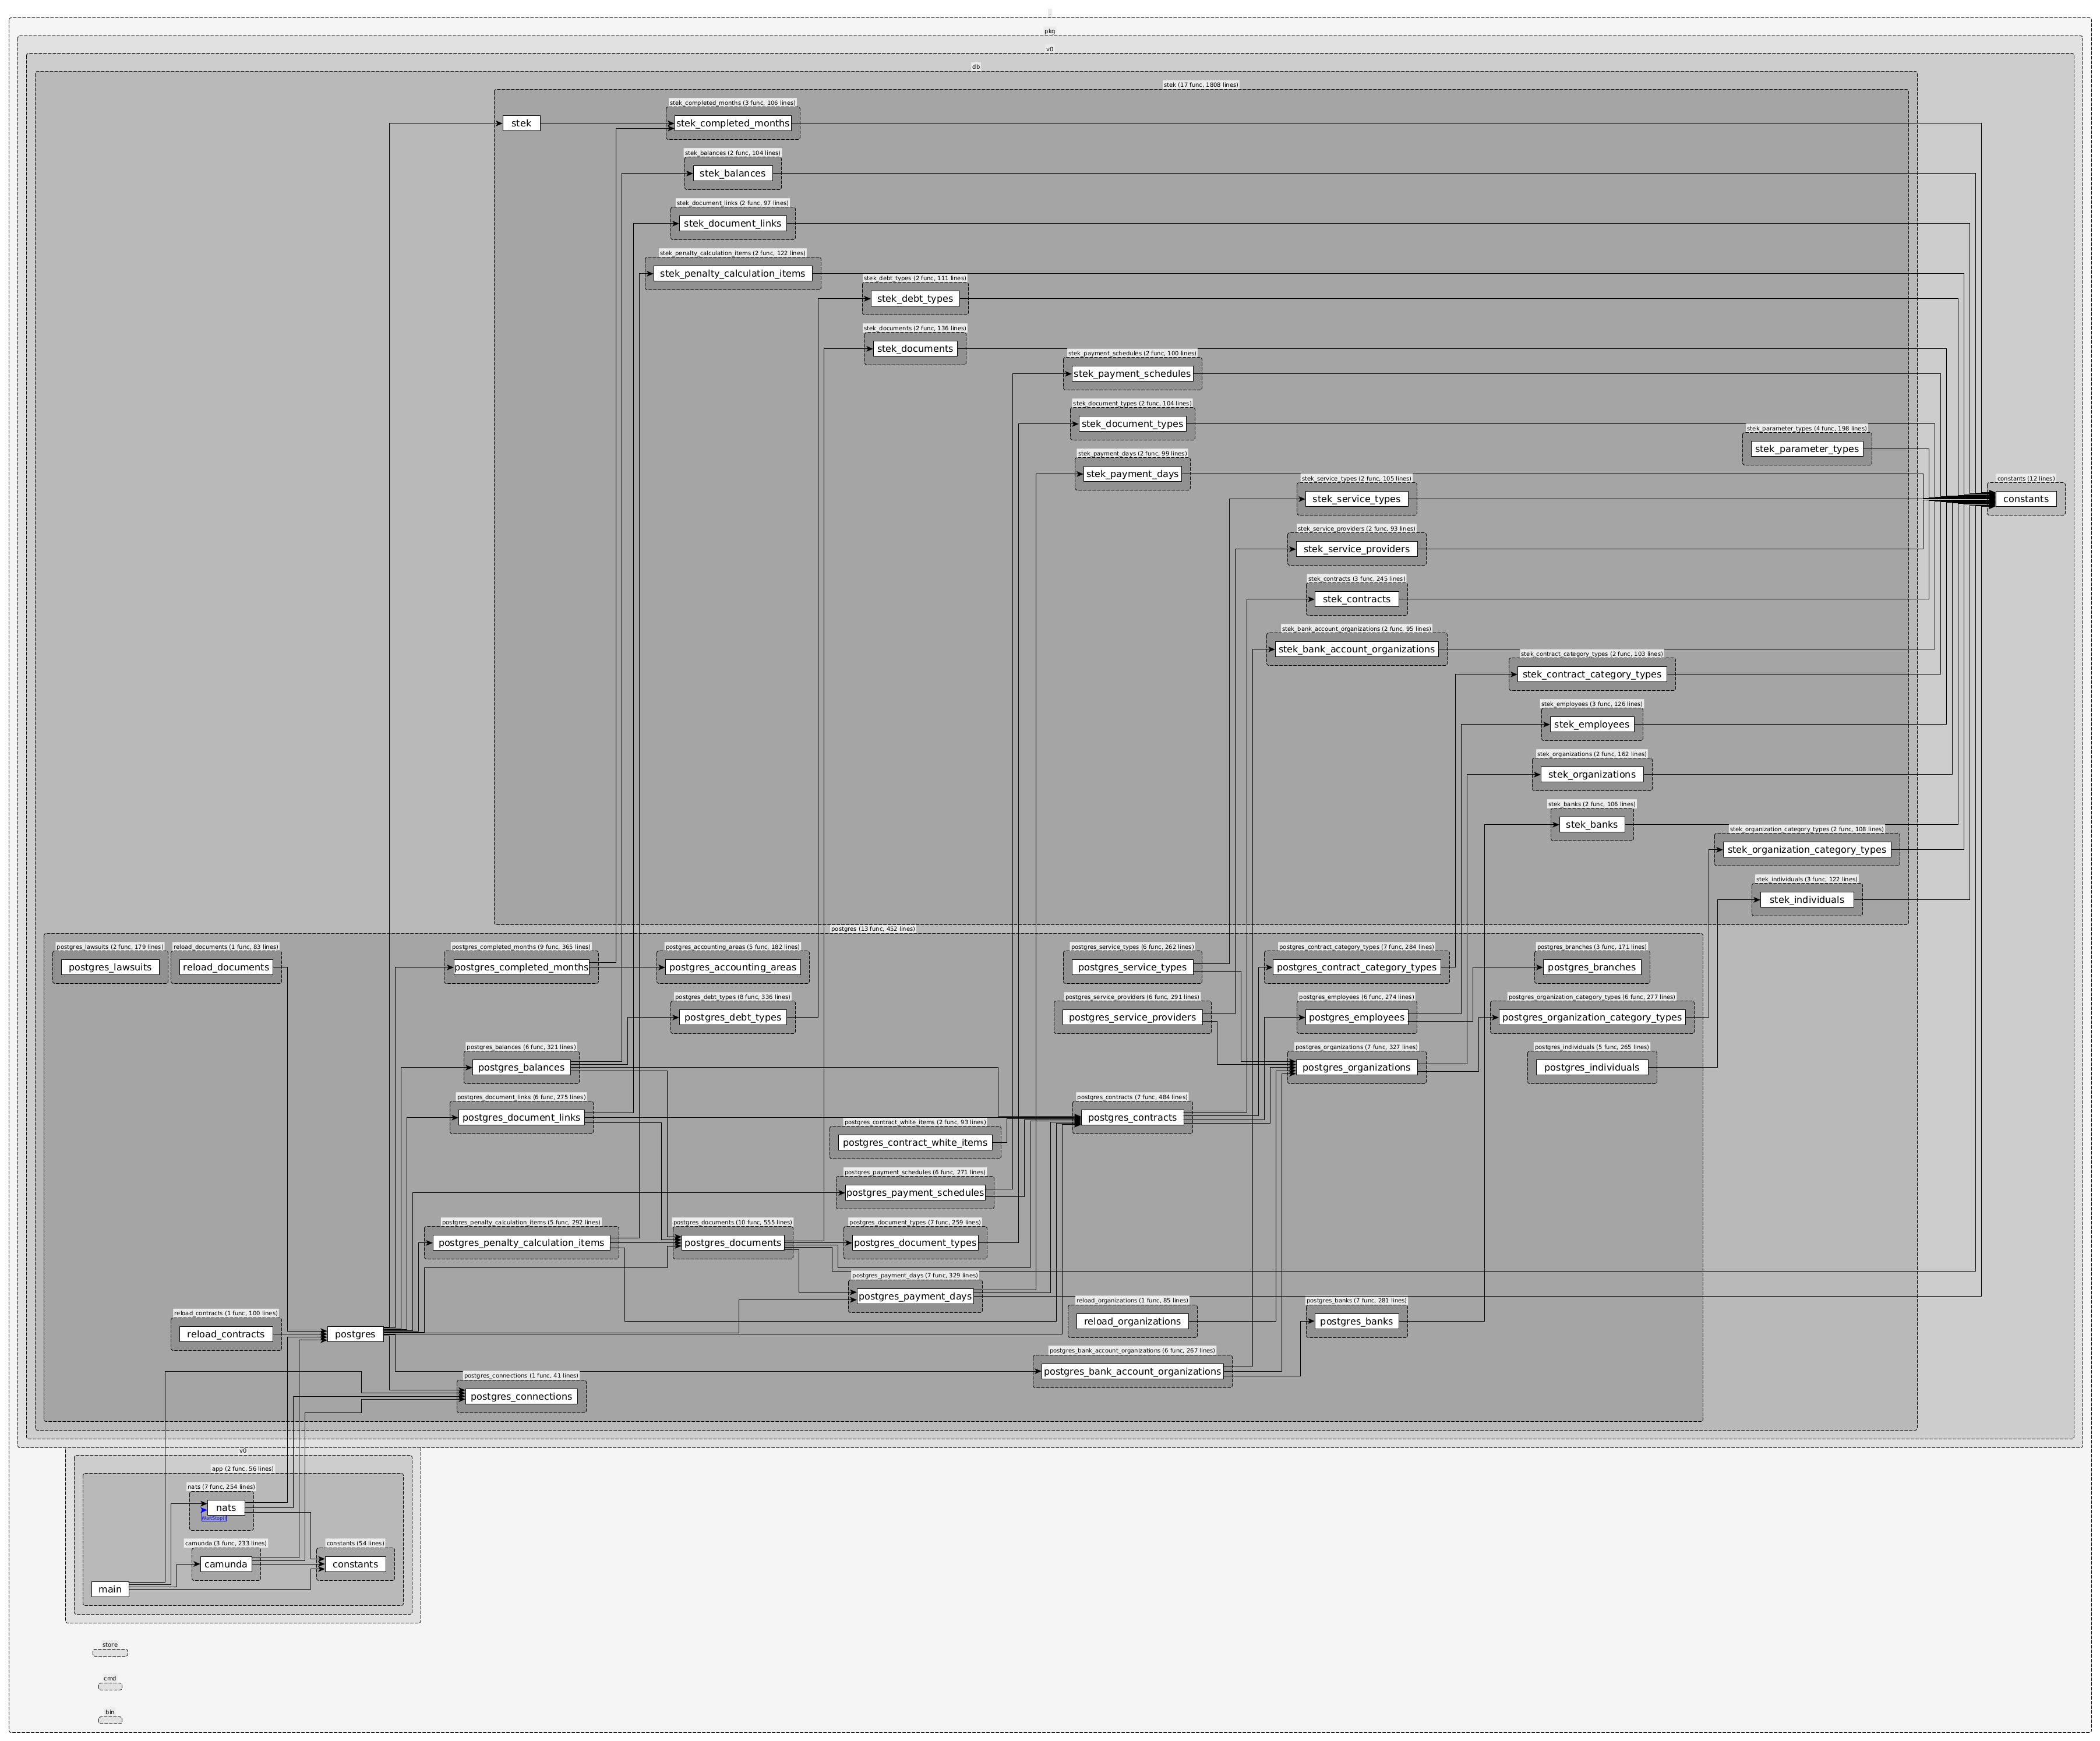 pkg
v0
db
stek (17 func, 1808 lines)
stek_completed_months (3 func, 106 lines)
stek
stek_completed_months
stek_balances (2 func, 104 lines)
stek_balances
stek_document_links (2 func, 97 lines)
stek_document_links
stek_penalty_calculation_items (2 func, 122 lines)
stek_penalty_calculation_items
stek_debt_types (2 func, 111 lines)
stek_debt_types
stek_documents (2 func, 136 lines)
stek_documents
stek_payment_schedules (2 func, 100 lines)
stek_payment_schedules
stek_document_types (2 func, 104 lines)
stek_document_types
stek_parameter_types (4 func, 198 lines)
stek_parameter_types
stek_payment_days (2 func, 99 lines)
stek_payment_days
stek_service_types (2 func, 105 lines)
stek_service_types
constants (12 lines)
constants
stek_service_providers (2 func, 93 lines)
stek_service_providers
stek_contracts (3 func, 245 lines)
stek_contracts
stek_bank_account_organizations (2 func, 95 lines)
stek_bank_account_organizations
stek_contract_category_types (2 func, 103 lines)
stek_contract_category_types
stek_employees (3 func, 126 lines)
stek_employees
stek_organizations (2 func, 162 lines)
stek_organizations
stek_banks (2 func, 106 lines)
stek_banks
stek_organization_category_types (2 func, 108 lines)
stek_organization_category_types
stek_individuals (3 func, 122 lines)
stek_individuals
postgres (13 func, 452 lines)
postgres_lawsuits (2 func, 179 lines)
postgres_lawsuits
reload_documents (1 func, 83 lines)
reload_documents
postgres_completed_months (9 func, 365 lines)
postgres_completed_months
postgres_accounting_areas (5 func, 182 lines)
postgres_accounting_areas
postgres_service_types (6 func, 262 lines)
postgres_service_types
postgres_contract_category_types (7 func, 284 lines)
postgres_contract_category_types
postgres_branches (3 func, 171 lines)
postgres_branches
postgres_debt_types (8 func, 336 lines)
postgres_debt_types
postgres_service_providers (6 func, 291 lines)
postgres_service_providers
postgres_employees (6 func, 274 lines)
postgres_employees
postgres_organization_category_types (6 func, 277 lines)
postgres_organization_category_types
postgres_balances (6 func, 321 lines)
postgres_balances
postgres_organizations (7 func, 327 lines)
postgres_organizations
postgres_individuals (5 func, 265 lines)
postgres_individuals
postgres_document_links (6 func, 275 lines)
postgres_document_links
postgres_contracts (7 func, 484 lines)
postgres_contracts
postgres_contract_white_items (2 func, 93 lines)
postgres_contract_white_items
postgres_payment_schedules (6 func, 271 lines)
postgres_payment_schedules
postgres_penalty_calculation_items (5 func, 292 lines)
postgres_penalty_calculation_items
postgres_documents (10 func, 555 lines)
postgres_documents
postgres_document_types (7 func, 259 lines)
postgres_document_types
postgres_payment_days (7 func, 329 lines)
postgres_payment_days
reload_contracts (1 func, 100 lines)
reload_contracts
postgres
reload_organizations (1 func, 85 lines)
reload_organizations
postgres_banks (7 func, 281 lines)
postgres_banks
postgres_bank_account_organizations (6 func, 267 lines)
postgres_bank_account_organizations
postgres_connections (1 func, 41 lines)
postgres_connections
v0
app (2 func, 56 lines)
nats (7 func, 254 lines)
nats
camunda (3 func, 233 lines)
camunda
constants (54 lines)
constants
main
store
cmd
bin